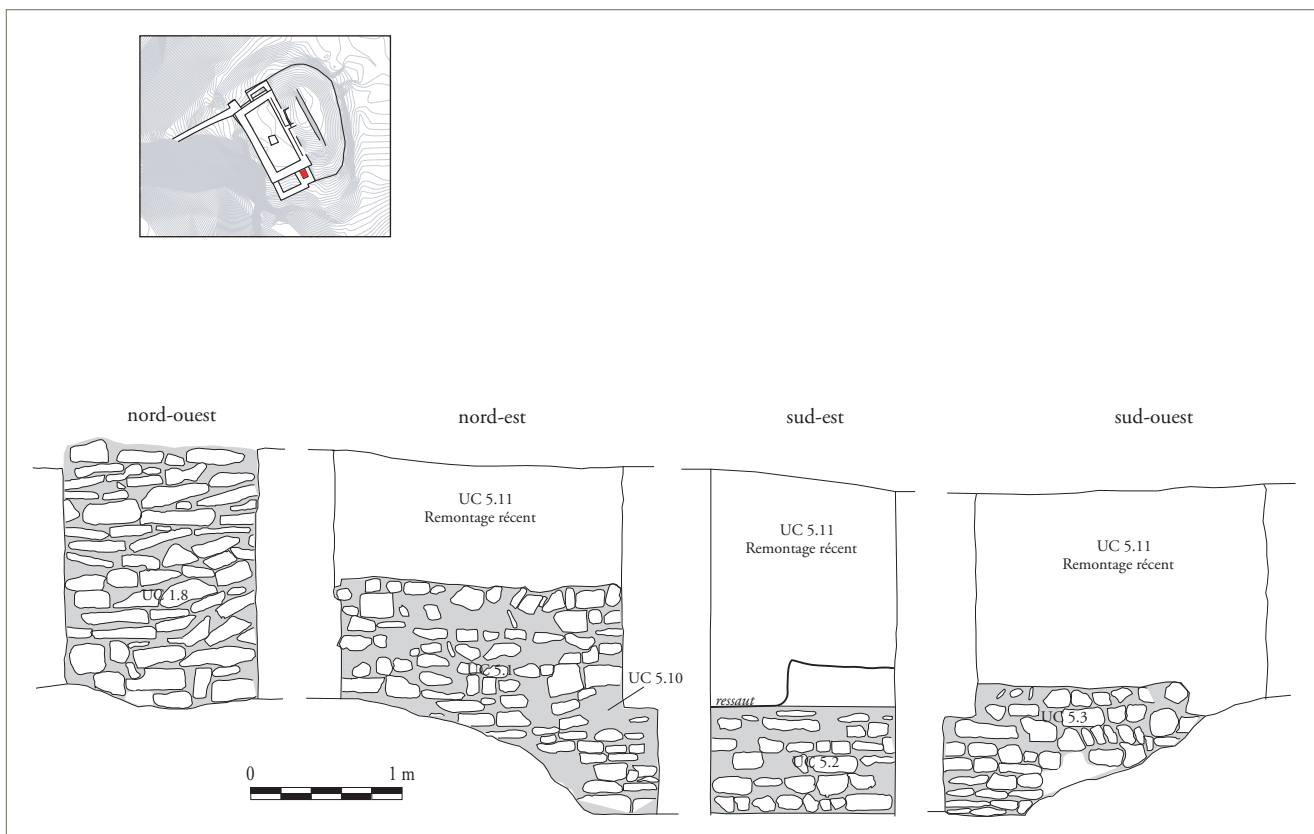 nord-ouest
nord-est
sud-est
sud-ouest
UC 5.11
Remontage récent
UC 5.11
Remontage récent
UC 5.11
Remontage récent
UC 1.8
UC 5.1
UC 5.10
ressaut
UC 5.2
UC 5.3
0
1 m